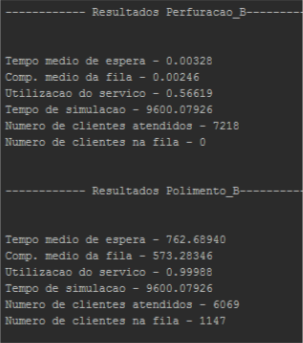 ------------ Resultados Perfuracao_B---------
Tempo medio de espera - 0.00328
Comp. medio da fila - 0.00246
Utilizacao do servico - 0.56619
Tempo de simulacao - 9600.07926
Numero de clientes atendidos - 7218
Numero de clientes na fila - 0
------------ Resultados Polimento_B----------
Tempo medio de espera - 762.68940
Comp. medio da fila - 573.28346
Utilizacao do servico - 0.99988
Tempo de simulacao - 9600.07926
Numero de clientes atendidos - 6069
Numero de clientes na fila - 1147